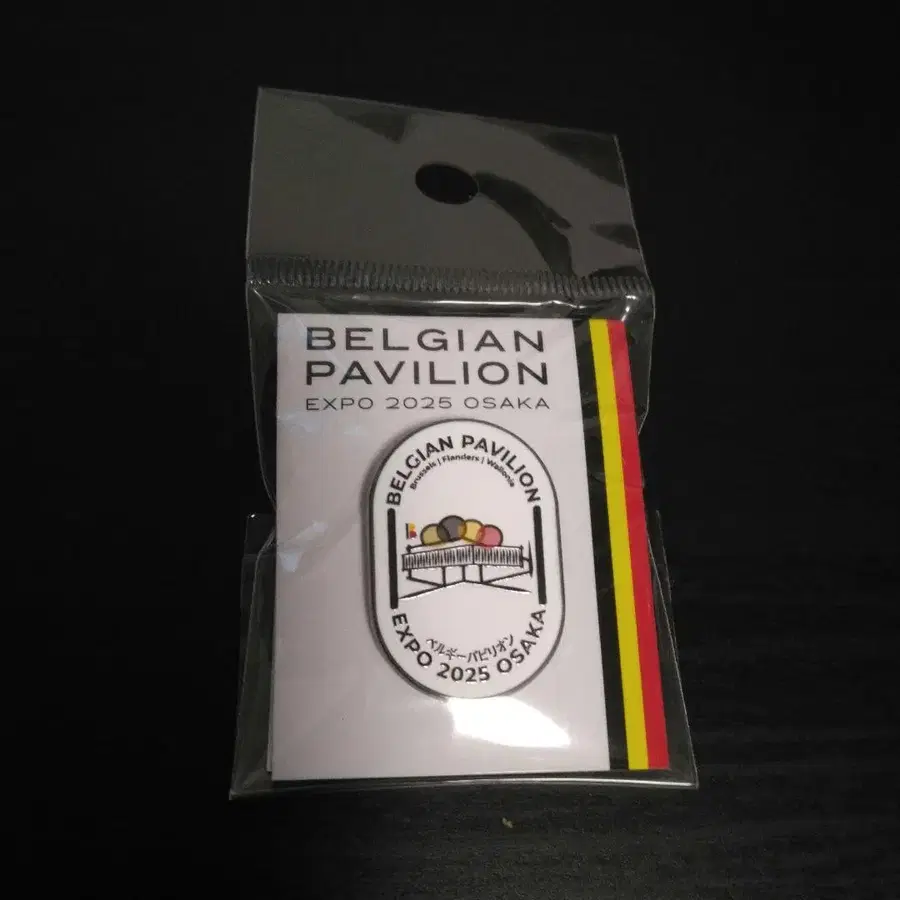 BELGIAN
PAVILION
EXPO 2025 OSAKA
BELGIAN PAVILION
Brussels | Flanders | Wallonia
ベルギーパビリオン
EXPO 2025 OSAKA